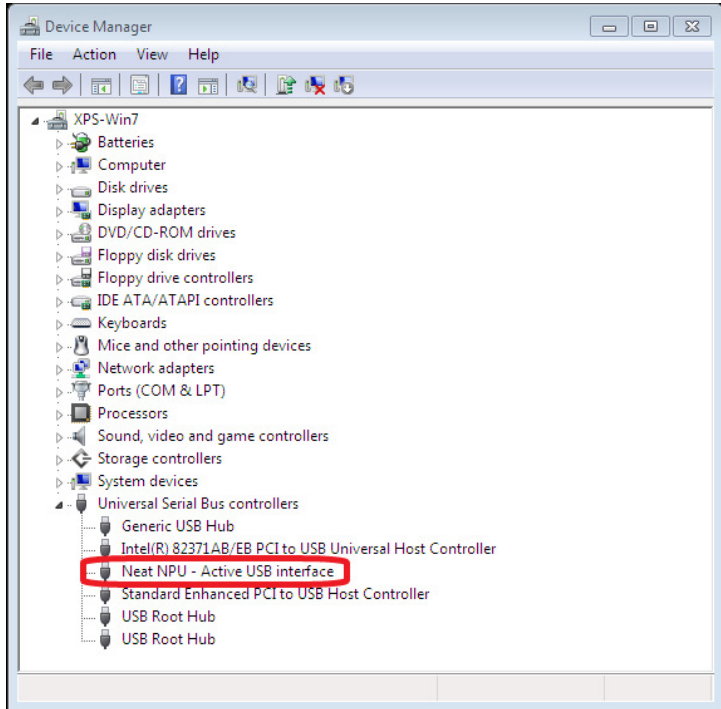 Device Manager
File Action View Help
XPS-Win7
Batteries
Computer
Disk drives
Display adapters
DVD/CD-ROM drives
Floppy disk drives
Floppy drive controllers
IDE ATA/ATAPI controllers
Keyboards
Mice and other pointing devices
Network adapters
Ports (COM & LPT)
Processors
Sound, video and game controllers
Storage controllers
System devices
Universal Serial Bus controllers
Generic USB Hub
Intel(R) 82371AB/EB PCI to USB Universal Host Controller
Neat NPU - Active USB interface
Standard Enhanced PCI to USB Host Controller
USB Root Hub
USB Root Hub